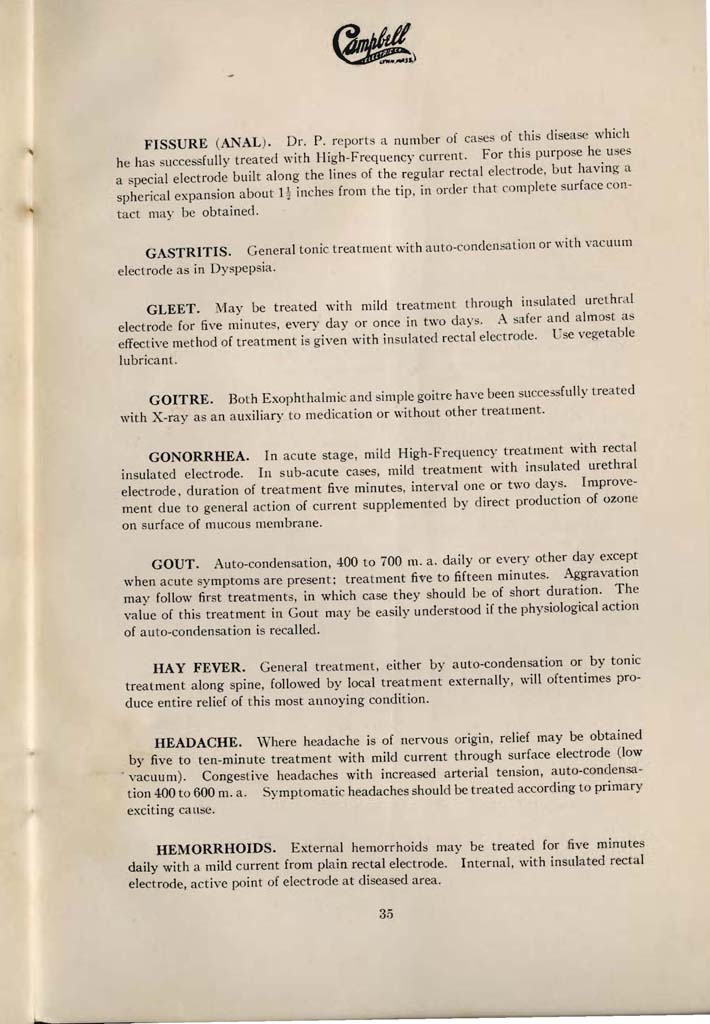 Campbell
ELECTRIC CO.
LYNN, MASS.
FISSURE (ANAL). Dr. P. reports a number of cases of this disease which
he has successfully treated with High-Frequency current. For this purpose he uses
a special electrode built along the lines of the regular rectal electrode, but having a
spherical expansion about 1½ inches from the tip, in order that complete surface con-
tact may be obtained.
GASTRITIS. General tonic treatment with auto-condensation or with vacuum
electrode as in Dyspepsia.
GLEET. May be treated with mild treatment through insulated urethral
electrode for five minutes, every day or once in two days. A safer and almost as
effective method of treatment is given with insulated rectal electrode. Use vegetable
lubricant.
GOITRE. Both Exophthalmic and simple goitre have been successfully treated
with X-ray as an auxiliary to medication or without other treatment.
GONORRHEA. In acute stage, mild High-Frequency treatment with rectal
insulated electrode. In sub-acute cases, mild treatment with insulated urethral
electrode, duration of treatment five minutes, interval one or two days. Improve-
ment due to general action of current supplemented by direct production of ozone
on surface of mucous membrane.
GOUT. Auto-condensation, 400 to 700 m. a. daily or every other day except
when acute symptoms are present; treatment five to fifteen minutes. Aggravation
may follow first treatments, in which case they should be of short duration. The
value of this treatment in Gout may be easily understood if the physiological action
of auto-condensation is recalled.
HAY FEVER. General treatment, either by auto-condensation or by tonic
treatment along spine, followed by local treatment externally, will oftentimes pro-
duce entire relief of this most annoying condition.
HEADACHE. Where headache is of nervous origin, relief may be obtained
by five to ten-minute treatment with mild current through surface electrode (low
vacuum). Congestive headaches with increased arterial tension, auto-condensa-
tion 400 to 600 m. a. Symptomatic headaches should be treated according to primary
exciting cause.
HEMORRHOIDS. External hemorrhoids may be treated for five minutes
daily with a mild current from plain rectal electrode. Internal, with insulated rectal
electrode, active point of electrode at diseased area.
35